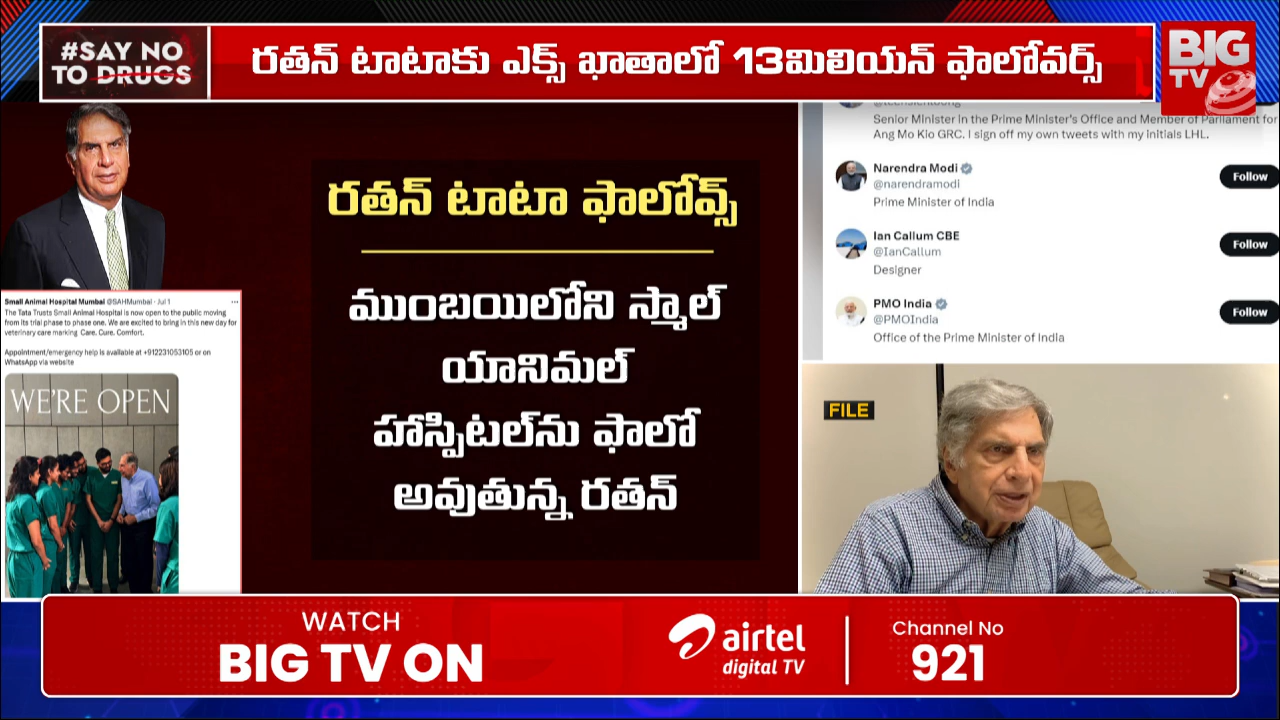 #SAY NO
TO DRUGS
రతన్ టాటాకు ఎక్స్ ఖాతాలో 13మిలియన్ ఫాలోవర్స్
BIG
TV
రతన్ టాటా ఫాలోవ్స్
ముంబయిలోని స్మాల్
యానిమల్
హాస్పిటల్‌ను ఫాలో
అవుతున్న రతన్
Small Animal Hospital Mumbai @SAHMumbai · Jul 1
The Tata Trusts Small Animal Hospital is now open to the public moving
from its trial phase to phase one. We are excited to bring in this new day for
veterinary care marking Care, Cure, Comfort.
Appointment/emergency help is available at +912231053105 or on
WhatsApp via website
WE'RE OPEN
Senior Minister in the Prime Minister's Office and Member of Parliament for
Ang Mo Kio GRC. I sign off my own tweets with my initials LHL.
Narendra Modi
@narendramodi
Follow
Prime Minister of India
Ian Callum CBE
@IanCallum
Follow
Designer
PMO India
@PMOIndia
Follow
Office of the Prime Minister of India
FILE
WATCH
BIG TV ON
airtel
digital TV
Channel No
921